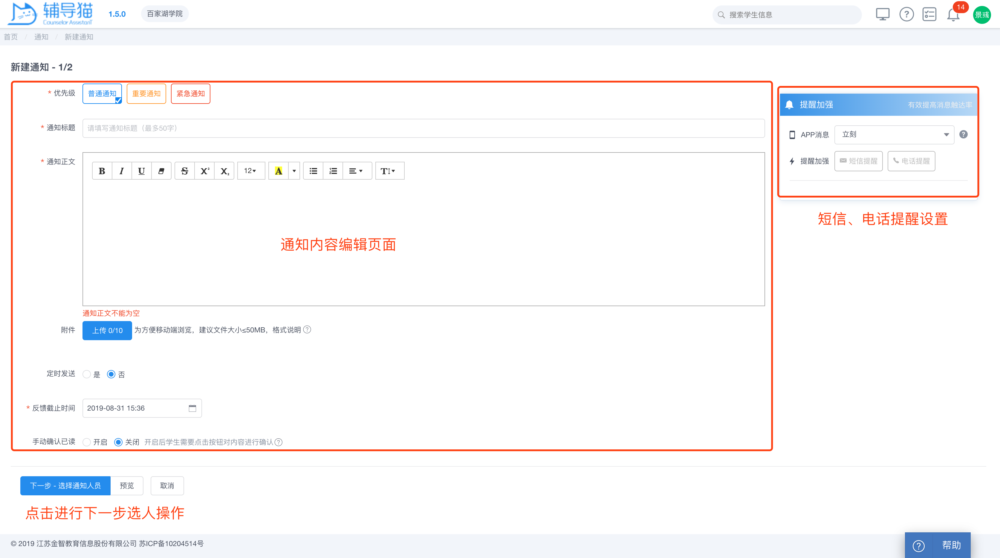 辅导猫
Counselor AssistanT
1.5.0
百家湖学院
搜索学生信息
14
景彧
首页 / 通知 / 新建通知
新建通知 - 1/2
* 优先级 普通通知 重要通知 紧急通知
* 通知标题 请填写通知标题（最多50字）
* 通知正文
B I U S X² X₂ 12 A T
通知内容编辑页面
通知正文不能为空
附件 上传 0/10 为方便移动端浏览，建议文件大小≤50MB，格式说明 ?
定时发送 是 否
* 反馈截止时间 2019-08-31 15:36
手动确认已读 开启 关闭 开启后学生需要点击按钮对内容进行确认 ?
提醒加强 有效提高消息触达率
APP消息 立刻 ?
提醒加强 短信提醒 电话提醒
短信、电话提醒设置
下一步 - 选择通知人员 预览 取消
点击进行下一步选人操作
© 2019 江苏金智教育信息股份有限公司 苏ICP备10204514号
? 帮助